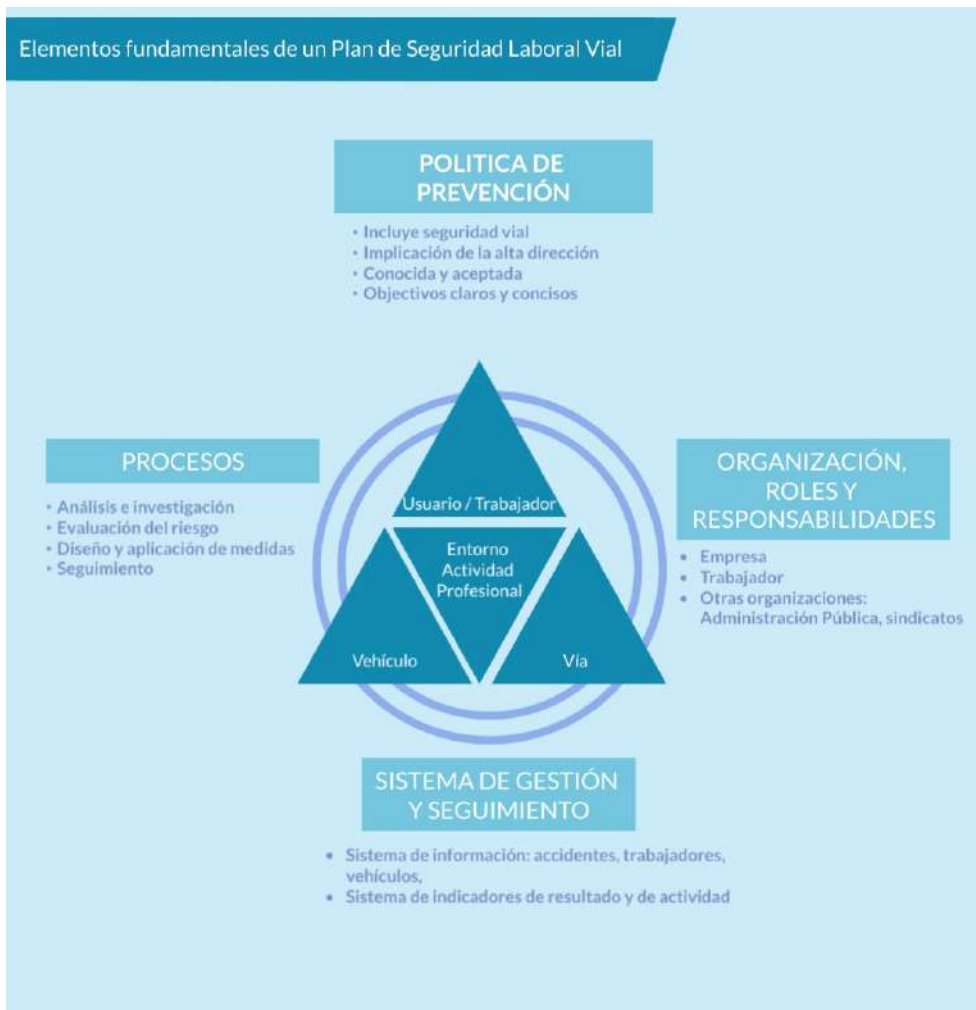 Elementos fundamentales de un Plan de Seguridad Laboral Vial
POLITICA DE
PREVENCIÓN
• Incluye seguridad vial
• Implicación de la alta dirección
• Conocida y aceptada
• Objectivos claros y concisos
PROCESOS
• Análisis e investigación
• Evaluación del riesgo
• Diseño y aplicación de medidas
• Seguimiento
Usuario / Trabajador
Entorno
Actividad
Profesional
Vehículo
Vía
ORGANIZACIÓN,
ROLES Y
RESPONSABILIDADES
• Empresa
• Trabajador
• Otras organizaciones:
Administración Pública, sindicatos
SISTEMA DE GESTIÓN
Y SEGUIMIENTO
• Sistema de información: accidentes, trabajadores,
vehículos,
• Sistema de indicadores de resultado y de actividad